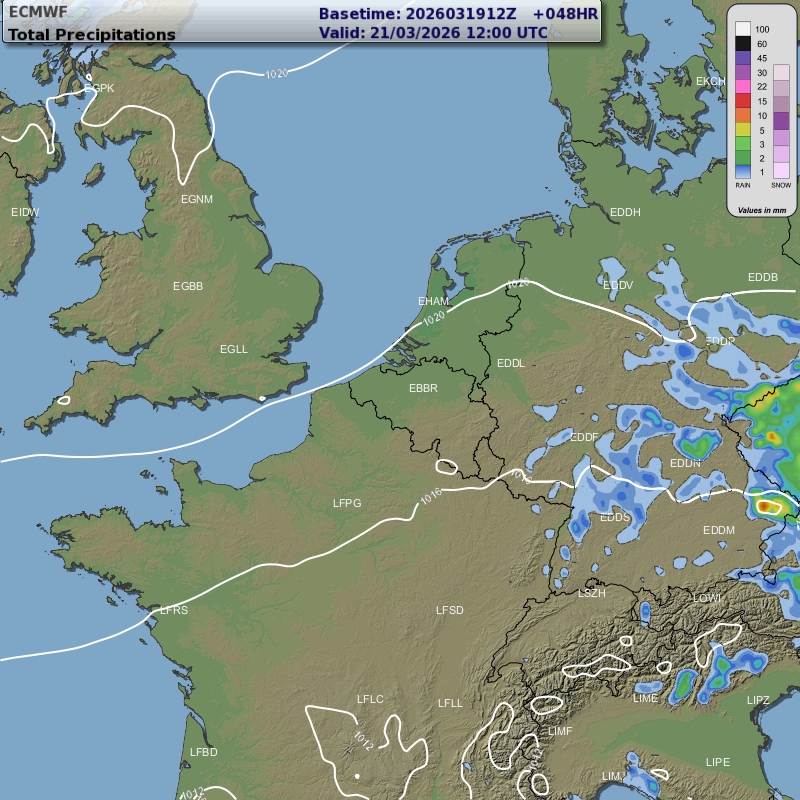 ECMWF
Basetime: 2026031912Z +048HR
Total Precipitations
Valid: 21/03/2026 12:00 UTC
100
60
45
30
22
15
10
5
3
2
1
RAIN
SNOW
Values in mm
1020
EGPK
EKCH
EGNM
EIDW
EDDH
EGBB
EDDV
EDDB
1020
EHAM
1020
EGLL
EDDP
EDDL
EBBR
EDDF
EDDN
1016
LFPG
EDDS
EDDM
LSZH
LOWI
LFRS
LFSD
LFLC
LFLL
LIME
LIPZ
LIMF
1012
LFBD
LIPE
1012